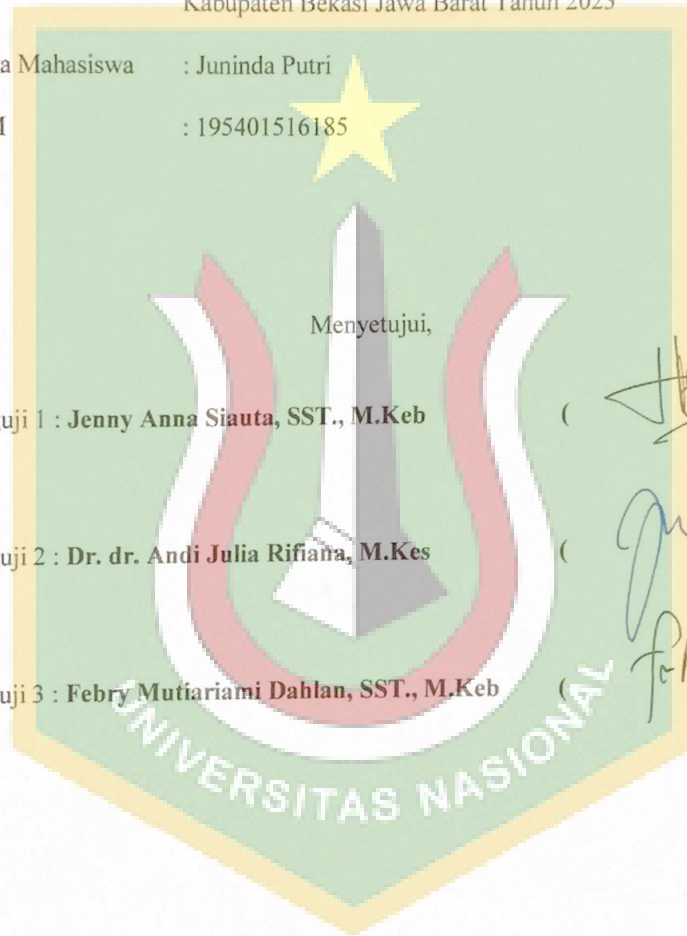 Kabupaten Bekasi Jawa Barat Tahun 2023
a Mahasiswa : Juninda Putri
: 195401516185
Menyetujui,
uji 1 : Jenny Anna Siauta, SST., M.Keb (
uji 2 : Dr. dr. Andi Julia Rifiana, M.Kes (
uji 3 : Febry Mutiariami Dahlan, SST., M.Keb (
UNIVERSITAS NASIONAL